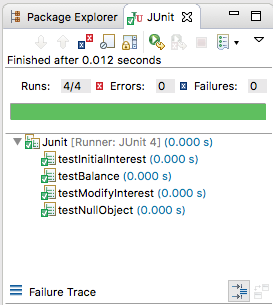 Package Explorer JUnit
Finished after 0.012 seconds
Runs: 4/4 Errors: 0 Failures: 0
Junit [Runner: JUnit 4] (0.000 s)
testInitialInterest (0.000 s)
testBalance (0.000 s)
testModifyInterest (0.000 s)
testNullObject (0.000 s)
Failure Trace